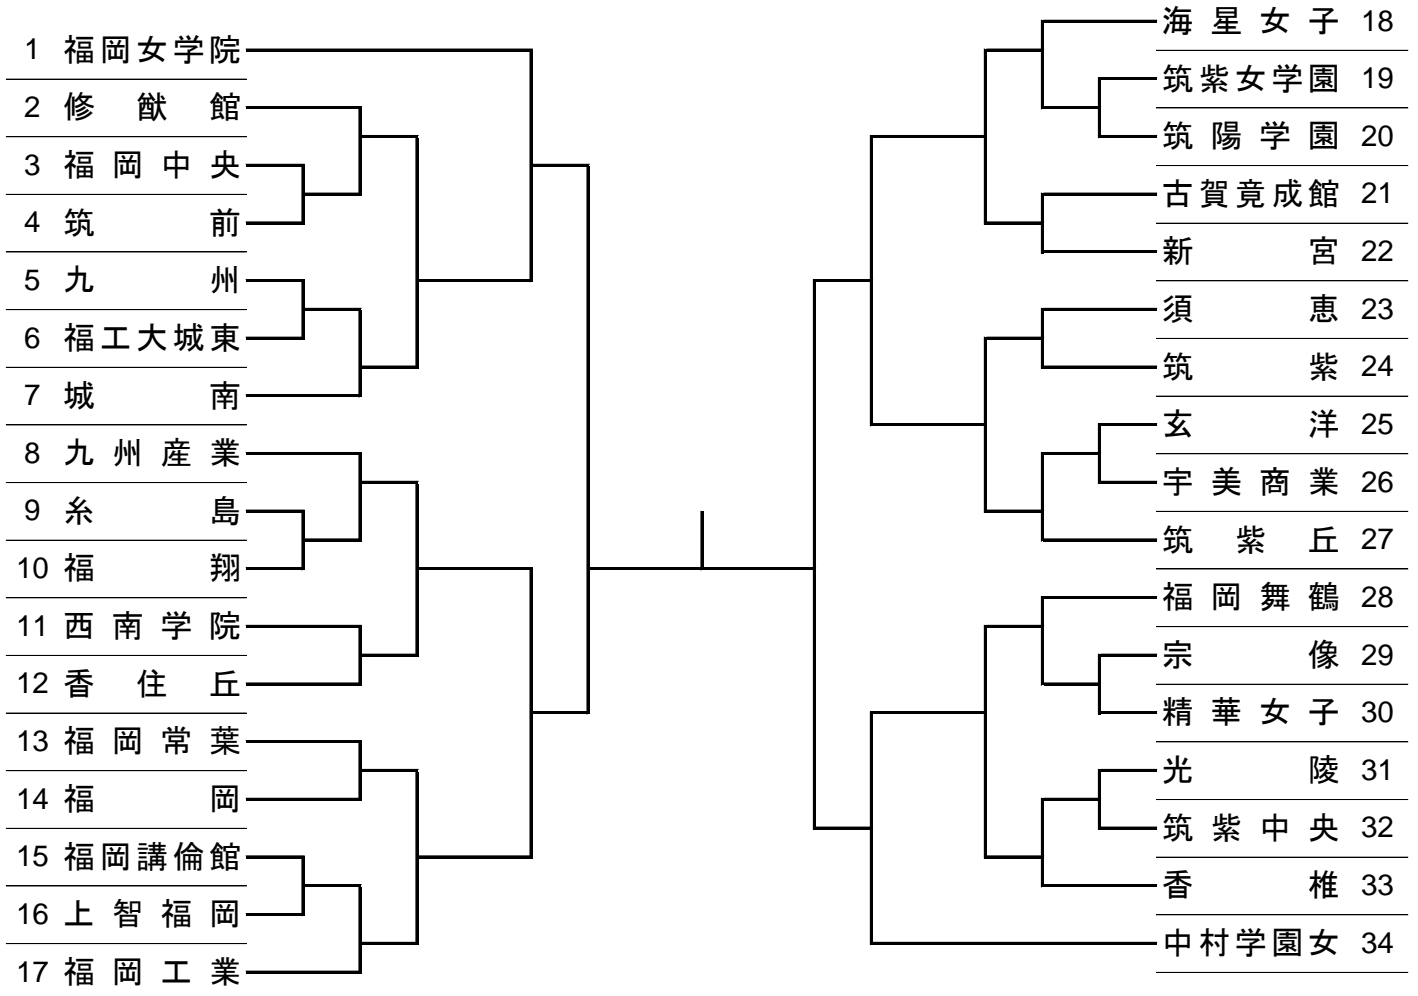 1 福岡女学院
2 修猷館
3 福岡中央
4 筑前
5 九州
6 福工大城東
7 城南
8 九州産業
9 糸島
10 福翔
11 西南学院
12 香住丘
13 福岡常葉
14 福岡
15 福岡講倫館
16 上智福岡
17 福岡工業
海星女子 18
筑紫女学園 19
筑陽学園 20
古賀竟成館 21
新宮 22
須恵 23
筑紫 24
玄洋 25
宇美商業 26
筑紫丘 27
福岡舞鶴 28
宗像 29
精華女子 30
光陵 31
筑紫中央 32
香椎 33
中村学園女 34